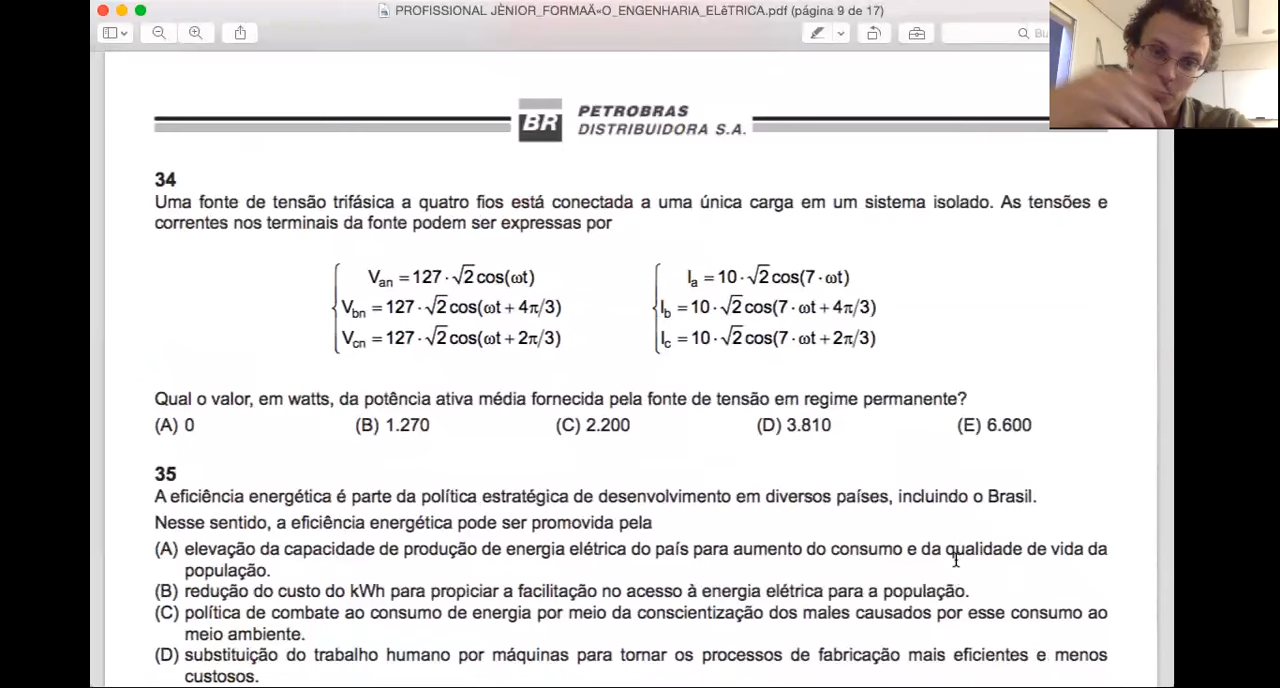 PROFISSIONAL JÈNIOR_FORMAÄ«O_ENGENHARIA_ELêTRICA.pdf (página 9 de 17)
Bu
BR
PETROBRAS
DISTRIBUIDORA S.A.
34
Uma fonte de tensão trifásica a quatro fios está conectada a uma única carga em um sistema isolado. As tensões e
correntes nos terminais da fonte podem ser expressas por
Van = 127 · √2 cos(ωt) Ia = 10 · √2 cos(7 · ωt)
Vbn = 127 · √2 cos(ωt + 4π/3) Ib = 10 · √2 cos(7 · ωt + 4π/3)
Vcn = 127 · √2 cos(ωt + 2π/3) Ic = 10 · √2 cos(7 · ωt + 2π/3)
Qual o valor, em watts, da potência ativa média fornecida pela fonte de tensão em regime permanente?
(A) 0 (B) 1.270 (C) 2.200 (D) 3.810 (E) 6.600
35
A eficiência energética é parte da política estratégica de desenvolvimento em diversos países, incluindo o Brasil.
Nesse sentido, a eficiência energética pode ser promovida pela
(A) elevação da capacidade de produção de energia elétrica do país para aumento do consumo e da qualidade de vida da
população.
(B) redução do custo do kWh para propiciar a facilitação no acesso à energia elétrica para a população.
(C) política de combate ao consumo de energia por meio da conscientização dos males causados por esse consumo ao
meio ambiente.
(D) substituição do trabalho humano por máquinas para tornar os processos de fabricação mais eficientes e menos
custosos.